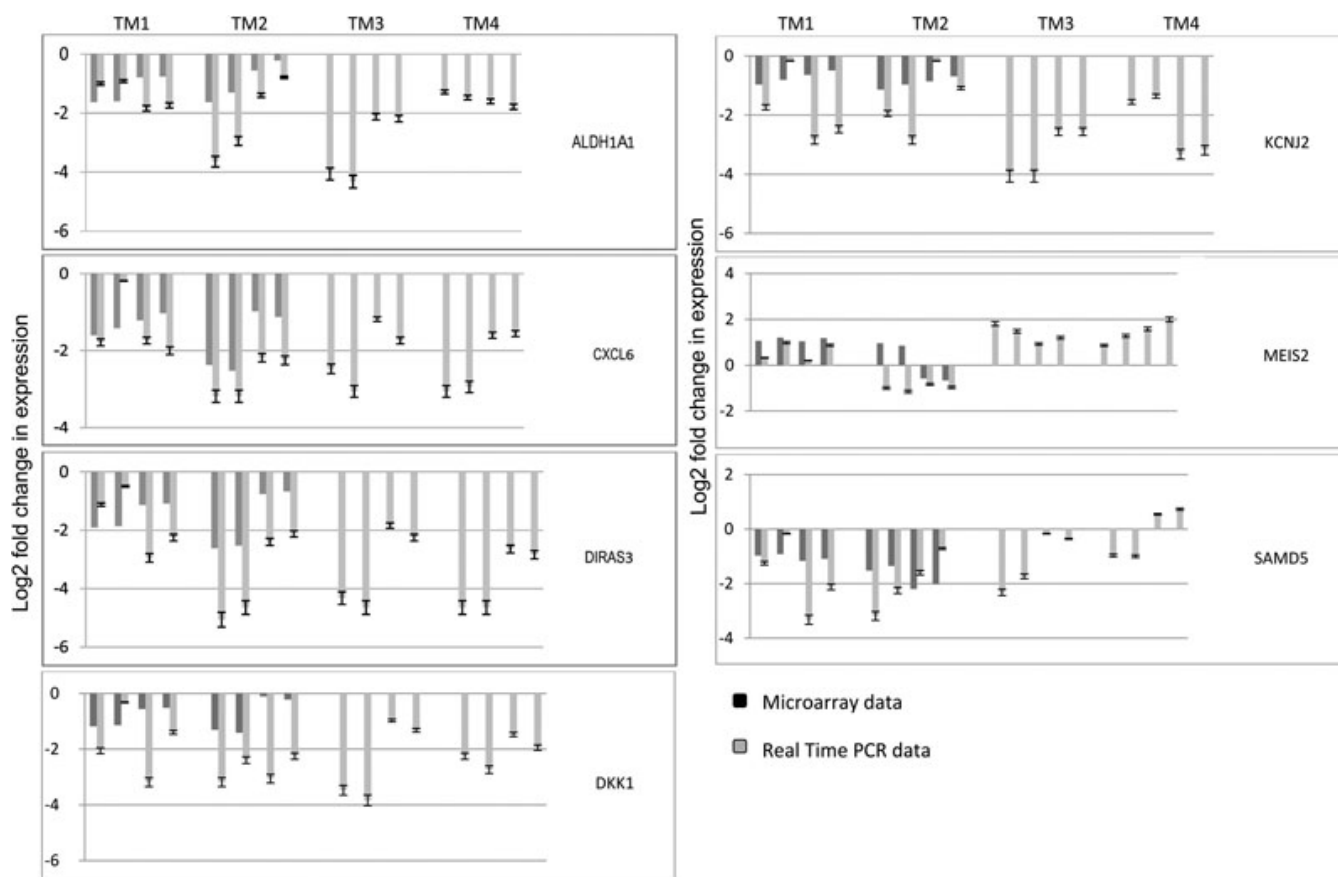 TM1 TM2 TM3 TM4
0
-2
-4
-6
ALDH1A1
0
-2
-4
CXCL6
0
-2
-4
-6
DIRAS3
0
-2
-4
-6
DKK1
Log2 fold change in expression
TM1 TM2 TM3 TM4
0
-2
-4
-6
KCNJ2
4
2
0
-2
MEIS2
2
0
-2
-4
SAMD5
Log2 fold change in expression
Microarray data
Real Time PCR data